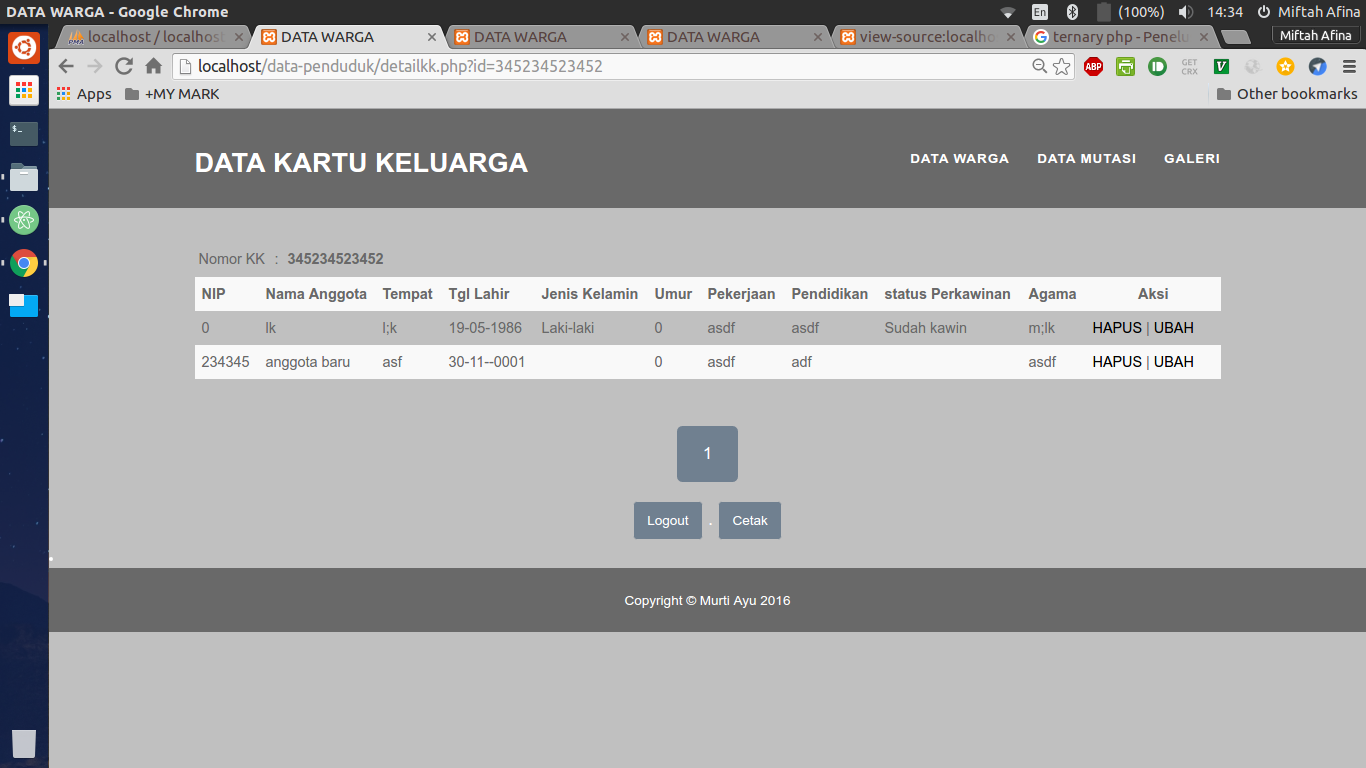 DATA WARGA - Google Chrome
En
(100%)
14:34
Miftah Afina
localhost / localhost
DATA WARGA
DATA WARGA
DATA WARGA
view-source:localho
ternary php - Penelu
Miftah Afina
localhost/data-penduduk/detailkk.php?id=345234523452
ABP
GET CRX
V
Apps
+MY MARK
Other bookmarks
DATA KARTU KELUARGA
DATA WARGA
DATA MUTASI
GALERI
Nomor KK : 345234523452
NIP Nama Anggota Tempat Tgl Lahir Jenis Kelamin Umur Pekerjaan Pendidikan status Perkawinan Agama Aksi
0 lk l;k 19-05-1986 Laki-laki 0 asdf asdf Sudah kawin m;lk HAPUS | UBAH
234345 anggota baru asf 30-11--0001 0 asdf adf asdf HAPUS | UBAH
1
Logout . Cetak
Copyright © Murti Ayu 2016